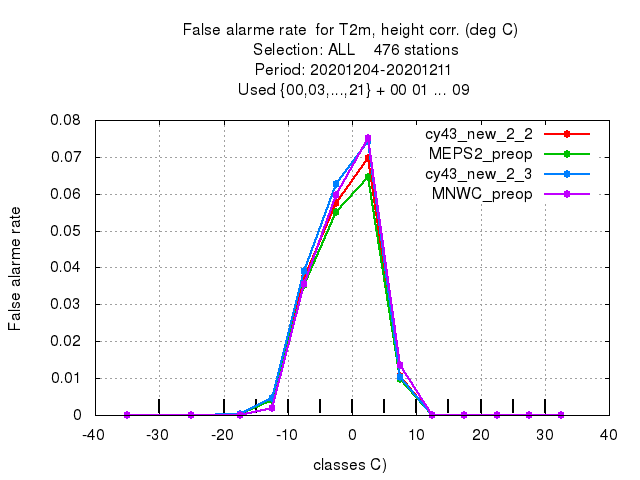 False alarme rate  for T2m, height corr. (deg C)
Selection: ALL    476 stations
Period: 20201204-20201211
Used {00,03,...,21} + 00 01 ... 09
0.08
0.07
0.06
0.05
0.04
0.03
0.02
0.01
0
False alarme rate
cy43_new_2_2
MEPS2_preop
cy43_new_2_3
MNWC_preop
-40 -30 -20 -10 0 10 20 30 40
classes C)